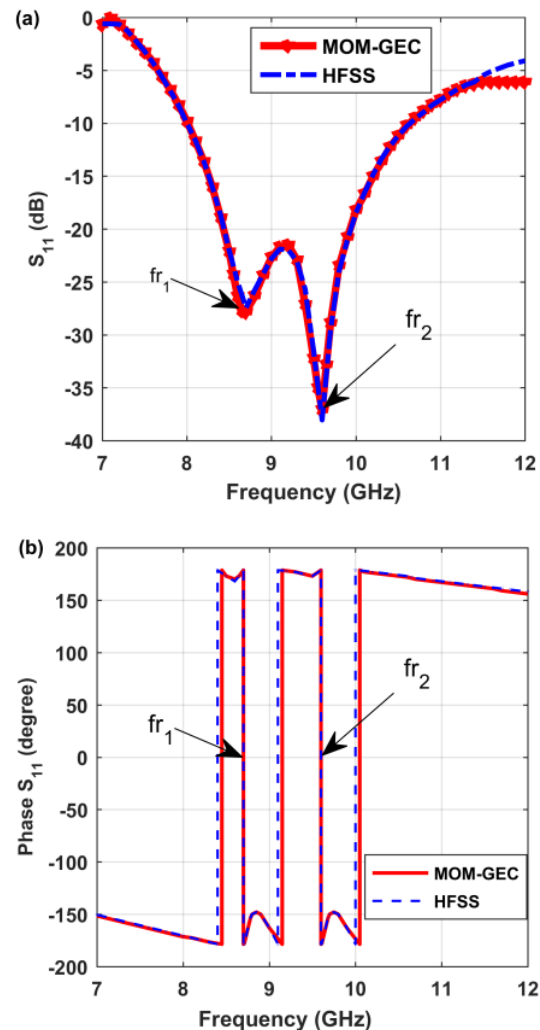 (a)
0
-5
-10
-15
-20
-25
-30
-35
-40
S11 (dB)
MOM-GEC
HFSS
fr1
fr2
7 8 9 10 11 12
Frequency (GHz)
(b)
200
150
100
50
0
-50
-100
-150
-200
Phase S11 (degree)
fr1
fr2
MOM-GEC
HFSS
7 8 9 10 11 12
Frequency (GHz)